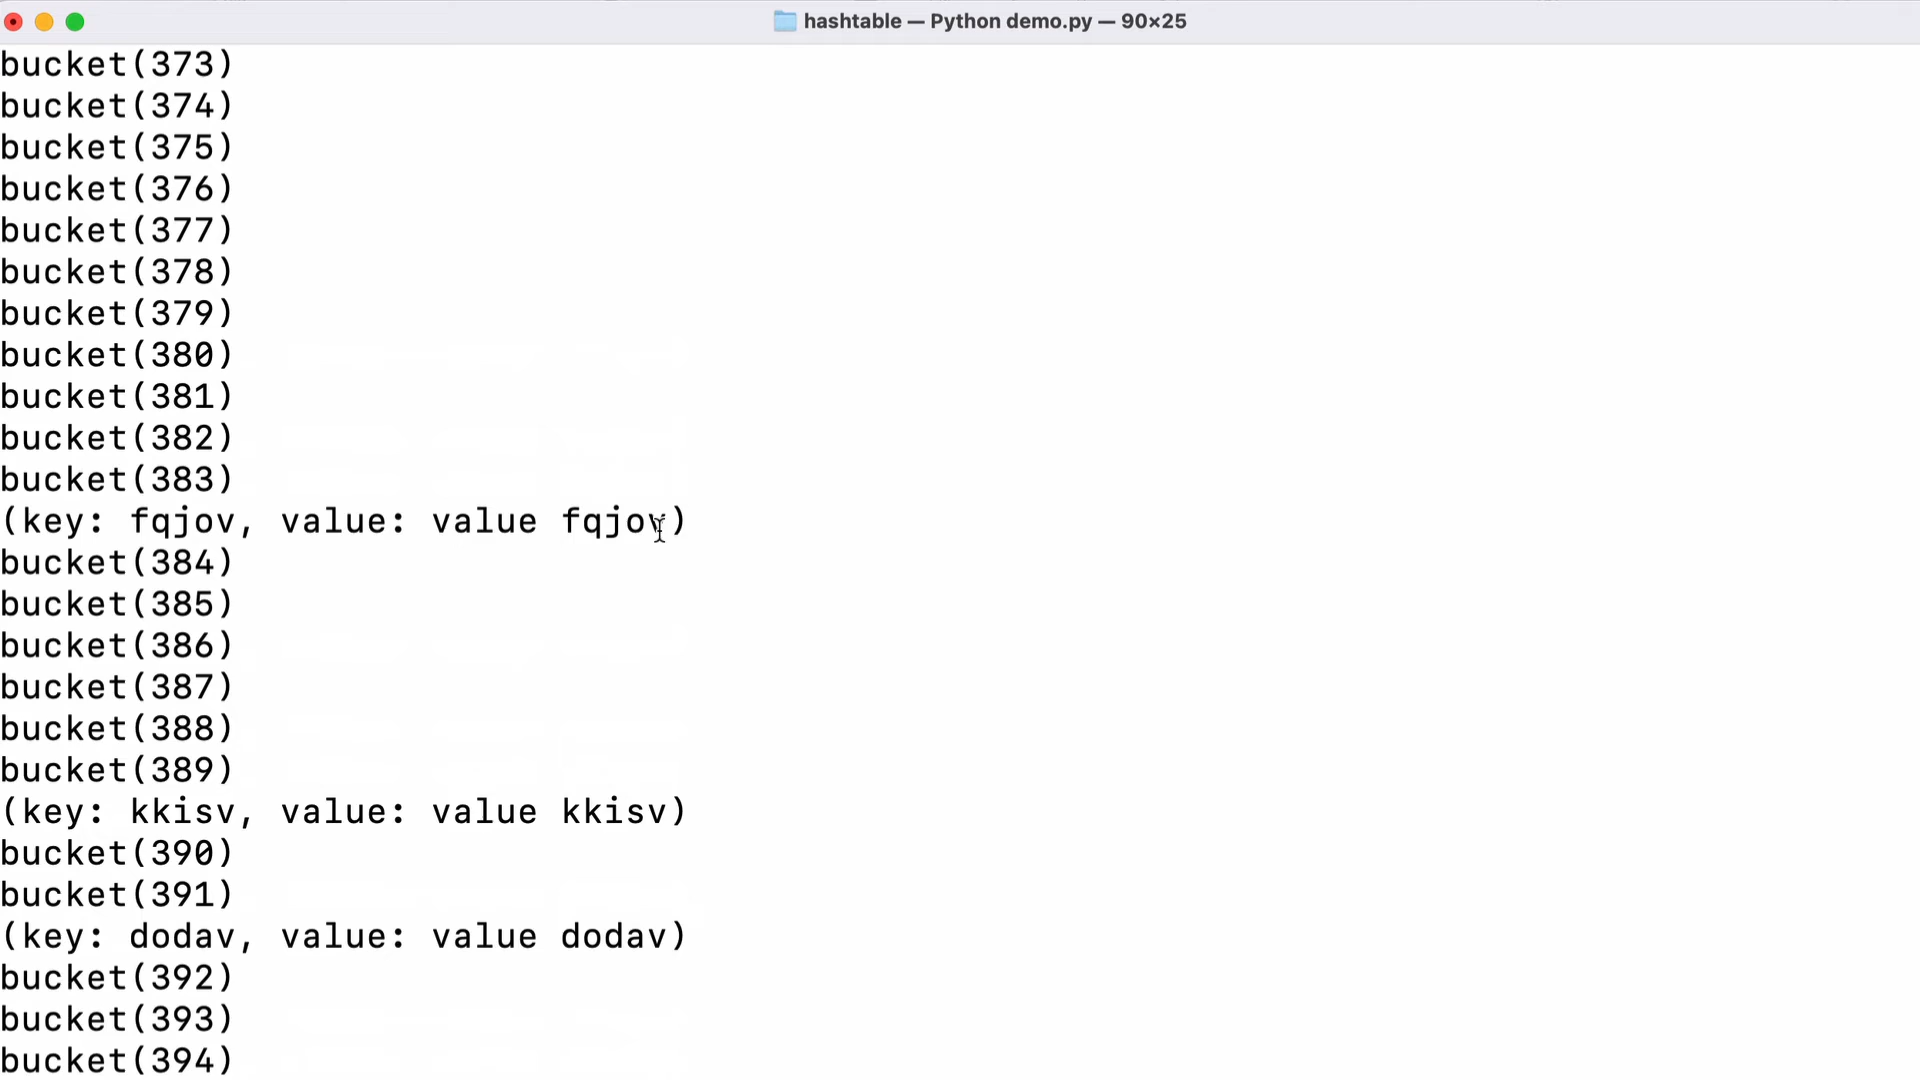 hashtable — Python demo.py — 90×25
bucket(373)
bucket(374)
bucket(375)
bucket(376)
bucket(377)
bucket(378)
bucket(379)
bucket(380)
bucket(381)
bucket(382)
bucket(383)
(key: fqjov, value: value fqjov)
bucket(384)
bucket(385)
bucket(386)
bucket(387)
bucket(388)
bucket(389)
(key: kkisv, value: value kkisv)
bucket(390)
bucket(391)
(key: dodav, value: value dodav)
bucket(392)
bucket(393)
bucket(394)